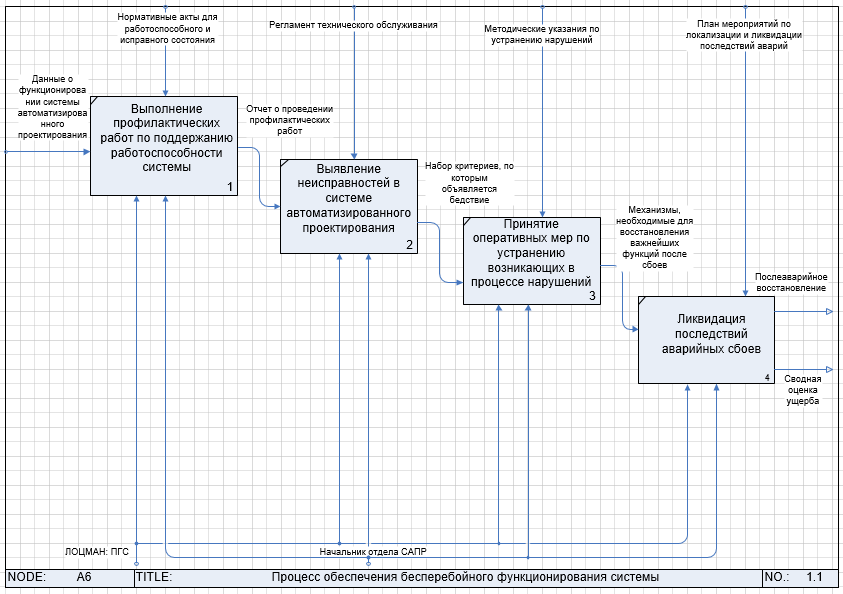 Нормативные акты для
работоспособного и
исправного состояния
Регламент технического обслуживания
Методические указания по
устранению нарушений
План мероприятий по
локализации и ликвидации
последствий аварий
Данные о
функционирова
нии системы
автоматизирова
нного
проектирования
Выполнение
профилактических
работ по поддержанию
работоспособности
системы
1
Отчет о проведении
профилактических
работ
Выявление
неисправностей в
системе
автоматизированного
проектирования
2
Набор критериев, по
которым
объявляется
бедствие
Принятие
оперативных мер по
устранению
возникающих в
процессе нарушений
3
Механизмы,
необходимые для
восстановления
важнейших
функций после
сбоев
Ликвидация
последствий
аварийных сбоев
4
Послеаварийное
восстановление
Сводная
оценка
ущерба
ЛОЦМАН: ПГС
Начальник отдела САПР
NODE: A6
TITLE: Процесс обеспечения бесперебойного функционирования системы
NO.: 1.1